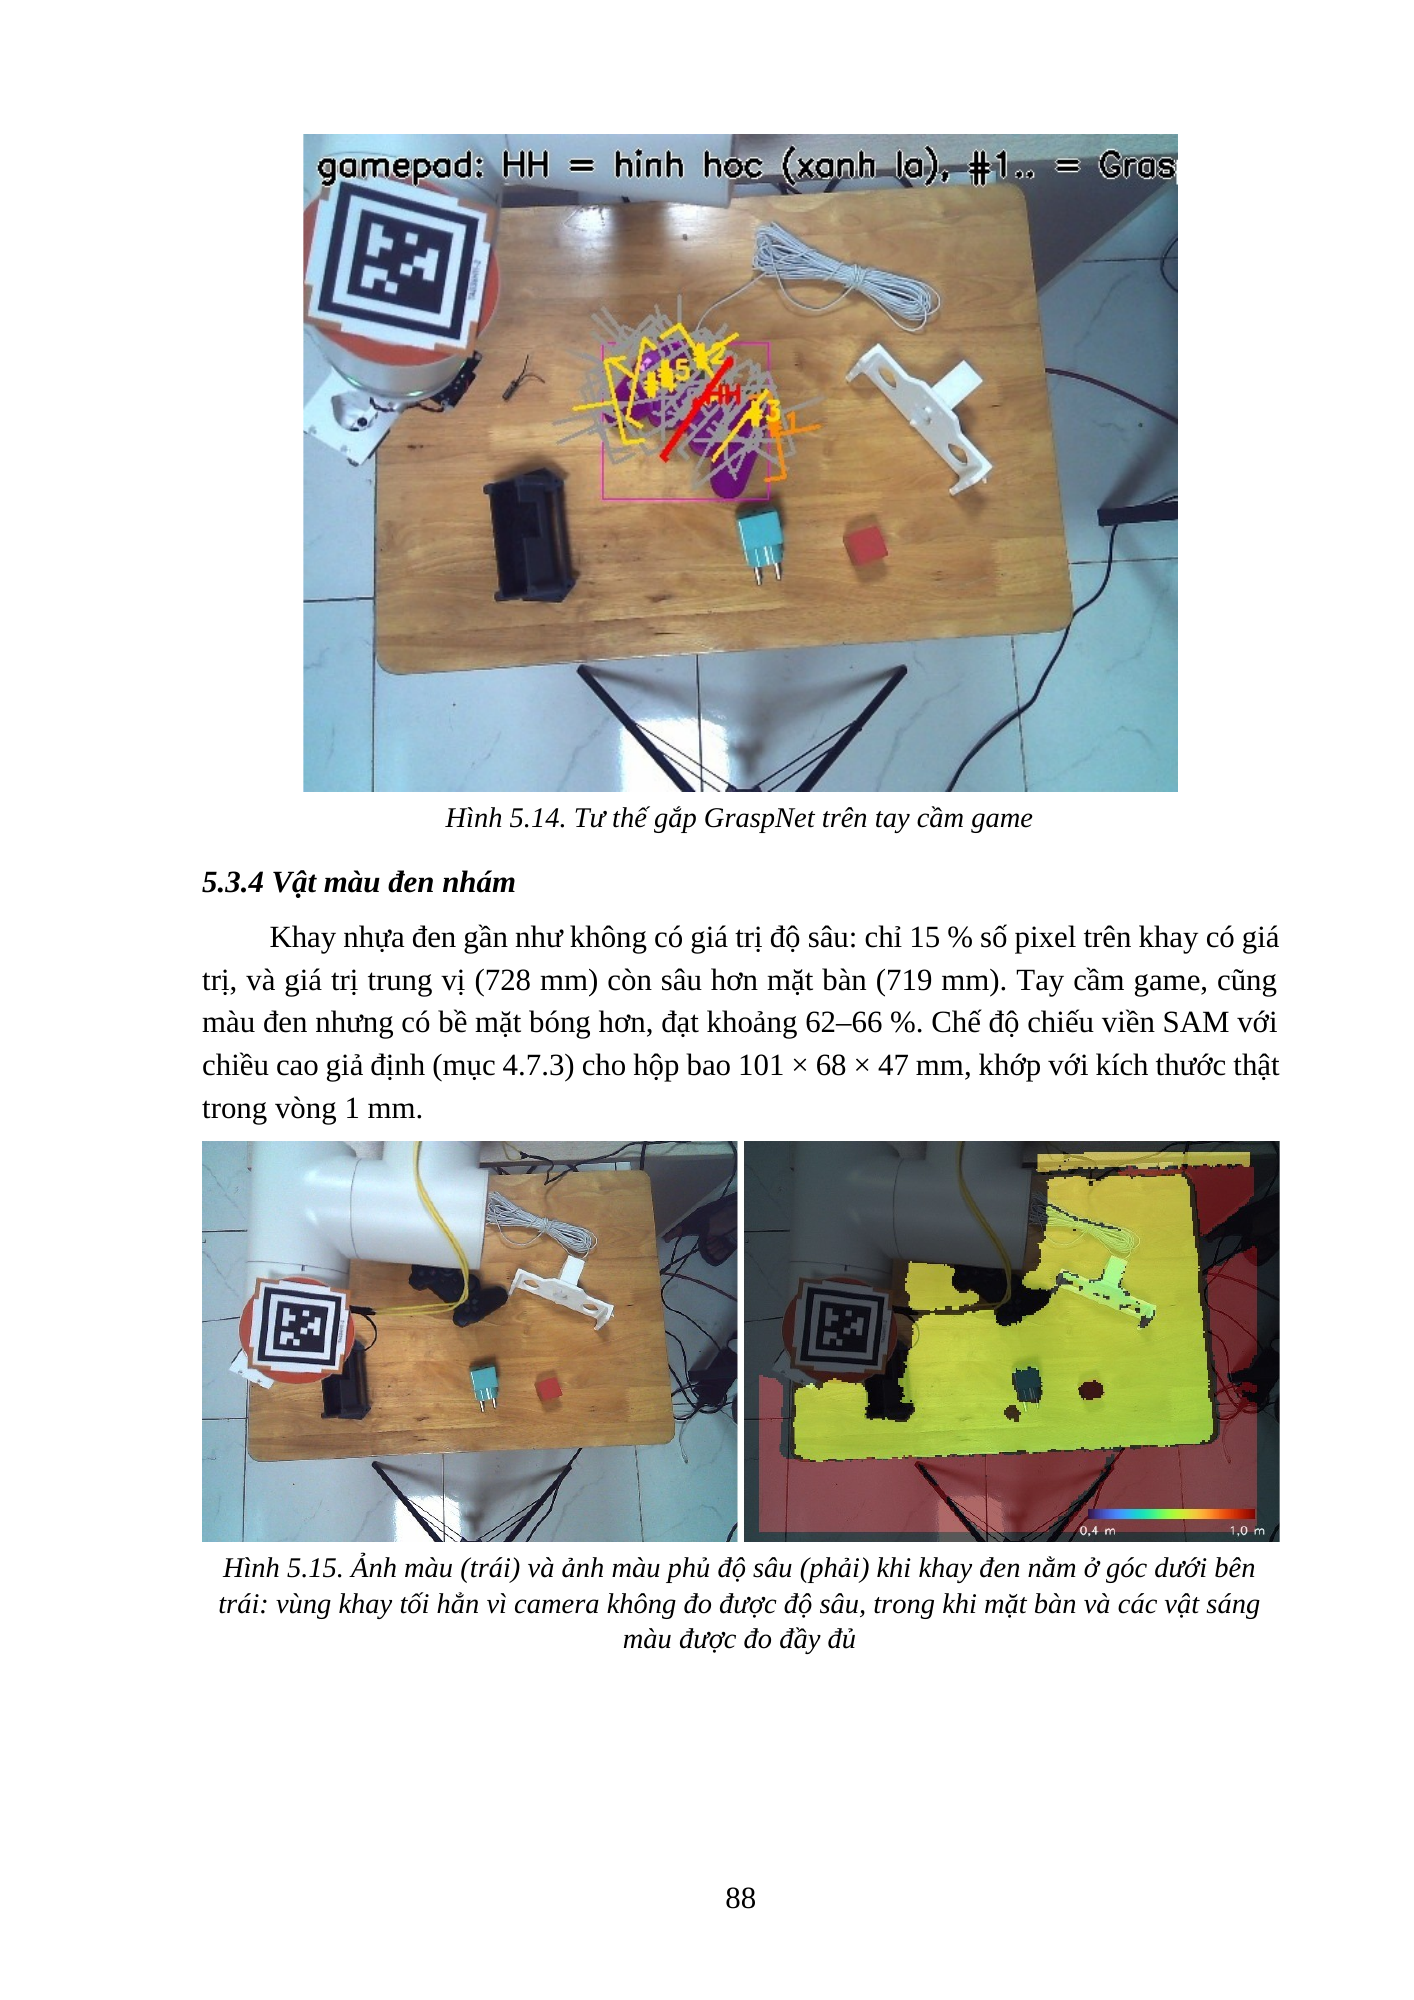 gamepad: HH = hinh hoc (xanh la), #1.. = Gras
#2
#5
HH
#3
1
Hình 5.14. Tư thế gắp GraspNet trên tay cầm game
5.3.4 Vật màu đen nhám
Khay nhựa đen gần như không có giá trị độ sâu: chỉ 15 % số pixel trên khay có giá
trị, và giá trị trung vị (728 mm) còn sâu hơn mặt bàn (719 mm). Tay cầm game, cũng
màu đen nhưng có bề mặt bóng hơn, đạt khoảng 62–66 %. Chế độ chiếu viền SAM với
chiều cao giả định (mục 4.7.3) cho hộp bao 101 × 68 × 47 mm, khớp với kích thước thật
trong vòng 1 mm.
0,4 m 1,0 m
Hình 5.15. Ảnh màu (trái) và ảnh màu phủ độ sâu (phải) khi khay đen nằm ở góc dưới bên
trái: vùng khay tối hẳn vì camera không đo được độ sâu, trong khi mặt bàn và các vật sáng
màu được đo đầy đủ
88